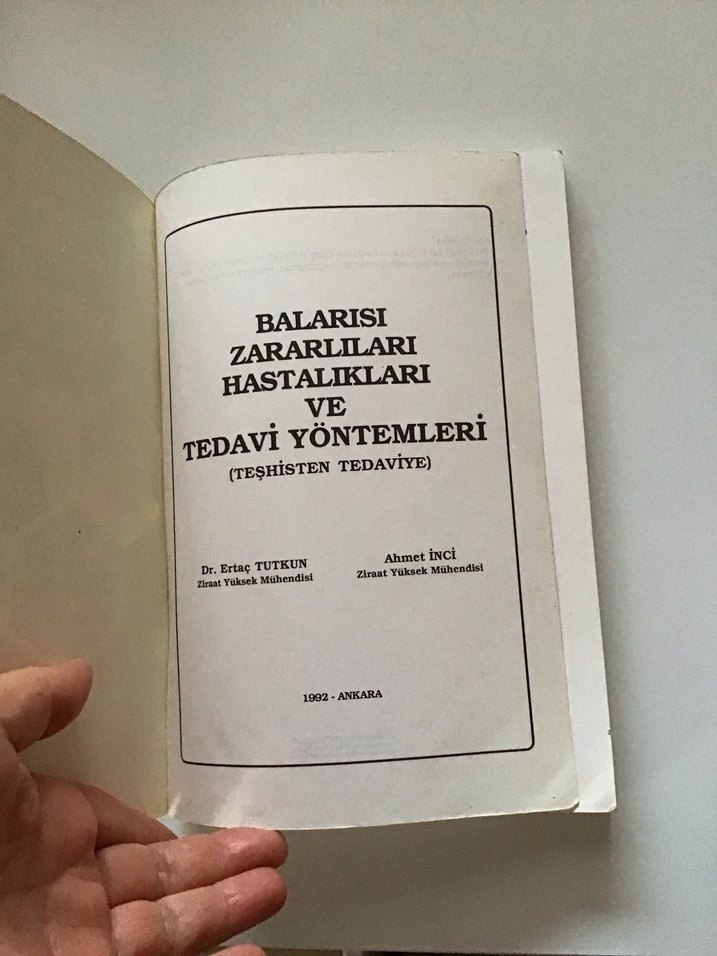 BALARISI
ZARARLILARI
HASTALIKLARI
VE
TEDAVİ YÖNTEMLERİ
(TEŞHİSTEN TEDAVİYE)
Dr. Ertaç TUTKUN
Ziraat Yüksek Mühendisi
Ahmet İNCİ
Ziraat Yüksek Mühendisi
1992 - ANKARA